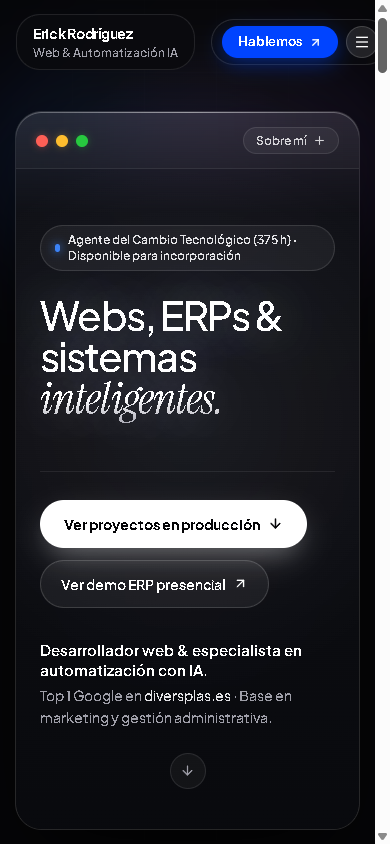 Erick Rodríguez
Web & Automatización IA
Hablemos
Sobre mí
Agente del Cambio Tecnológico (375 h) ·
Disponible para incorporación
Webs, ERPs &
sistemas
inteligentes.
Ver proyectos en producción
Ver demo ERP presencial
Desarrollador web & especialista en
automatización con IA.
Top 1 Google en diversplas.es · Base en
marketing y gestión administrativa.